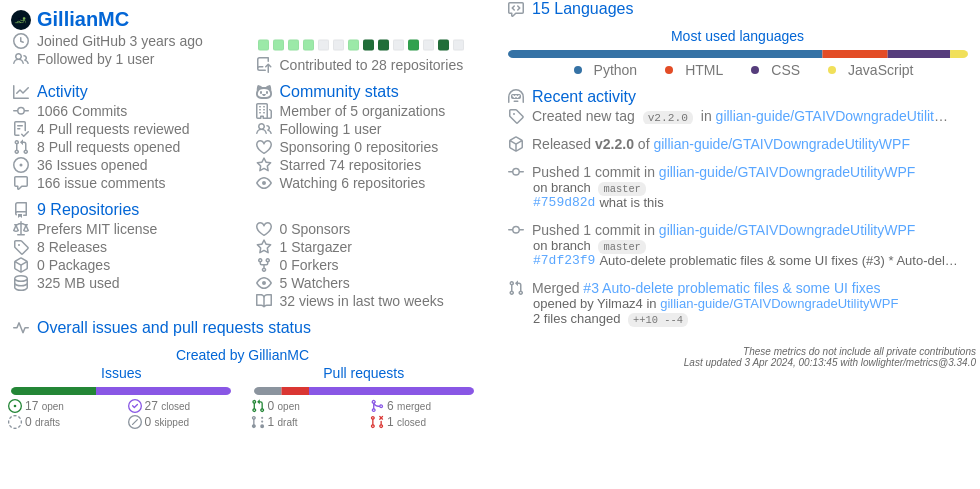 GillianMC
Joined GitHub 3 years ago
Followed by 1 user
Contributed to 28 repositories
Activity
1066 Commits
4 Pull requests reviewed
8 Pull requests opened
36 Issues opened
166 issue comments
Community stats
Member of 5 organizations
Following 1 user
Sponsoring 0 repositories
Starred 74 repositories
Watching 6 repositories
9 Repositories
Prefers MIT license
8 Releases
0 Packages
325 MB used
0 Sponsors
1 Stargazer
0 Forkers
5 Watchers
32 views in last two weeks
Overall issues and pull requests status
Created by GillianMC
Issues
17 open
27 closed
0 drafts
0 skipped
Pull requests
0 open
6 merged
1 draft
1 closed
15 Languages
Most used languages
Python HTML CSS JavaScript
Recent activity
Created new tag v2.2.0 in gillian-guide/GTAIVDowngradeUtilit…
Released v2.2.0 of gillian-guide/GTAIVDowngradeUtilityWPF
Pushed 1 commit in gillian-guide/GTAIVDowngradeUtilityWPF
on branch master
#759d82d what is this
Pushed 1 commit in gillian-guide/GTAIVDowngradeUtilityWPF
on branch master
#7df23f9 Auto-delete problematic files & some UI fixes (#3) * Auto-del…
Merged #3 Auto-delete problematic files & some UI fixes
opened by Yilmaz4 in gillian-guide/GTAIVDowngradeUtilityWPF
2 files changed ++10 --4
These metrics do not include all private contributions
Last updated 3 Apr 2024, 00:13:45 with lowlighter/metrics@3.34.0